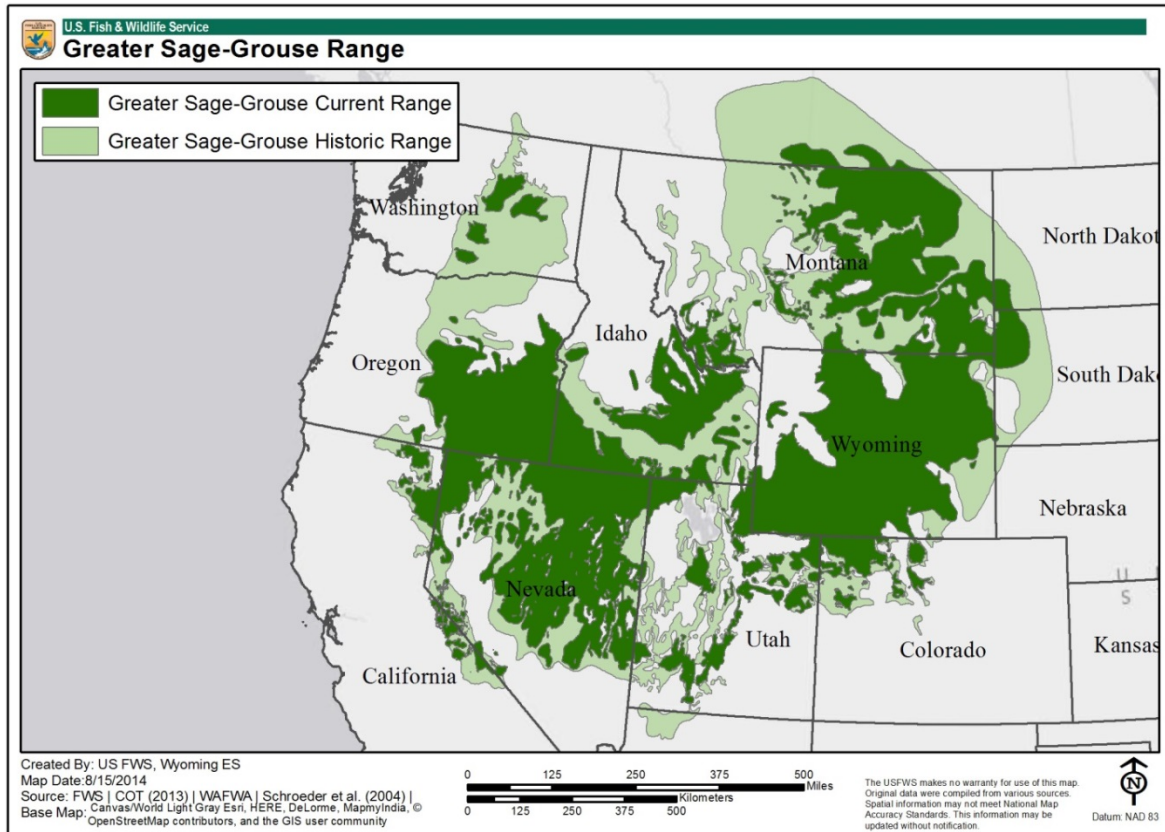 U.S. Fish & Wildlife Service
Greater Sage-Grouse Range
Greater Sage-Grouse Current Range
Greater Sage-Grouse Historic Range
Washington
North Dakot
Montana
Idaho
Oregon
South Dako
Wyoming
Nebraska
Nevada
U
S
Utah
Colorado
Kansas
California
Created By: US FWS, Wyoming ES
Map Date:8/15/2014
Source: FWS | COT (2013) | WAFWA | Schroeder et al. (2004) |
Base Map: Canvas/World Light Gray Esri, HERE, DeLorme, MapmyIndia, ©
OpenStreetMap contributors, and the GIS user community
0 125 250 375 500
Miles
0 125 250 375 500
Kilometers
The USFWS makes no warranty for use of this map.
Original data were compiled from various sources.
Spatial information may not meet National Map
Accuracy Standards. This information may be
updated without notification.
N
Datum: NAD 83